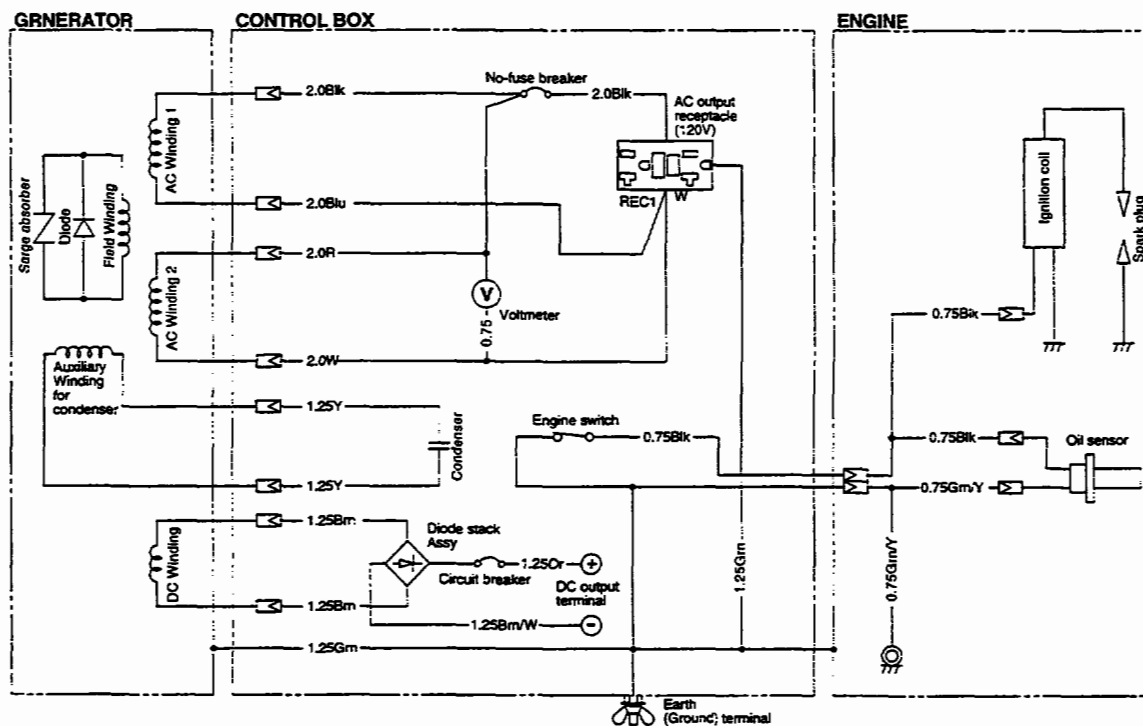 GRNERATOR
CONTROL BOX
ENGINE
Sarge absorber
Diode
Field Winding
AC Winding 1
AC Winding 2
Auxiliary
Winding
for
condenser
DC Winding
2.0Blk
No-fuse breaker
2.0Blk
AC output
receptacle
(120V)
REC1
W
2.0Blu
2.0R
V
Voltmeter
0.75
2.0W
1.25Y
Condenser
1.25Y
Engine switch
0.75Blk
1.25Brn
Diode stack
Assy
Circuit breaker
1.25Or
+
DC output
terminal
1.25Brn
1.25Brn/W
-
1.25Grn
1.25Grn
Earth
(Ground) terminal
Ignition coil
Spark plug
0.75Blk
0.75Blk
Oil sensor
0.75Grn/Y
0.75Grn/Y